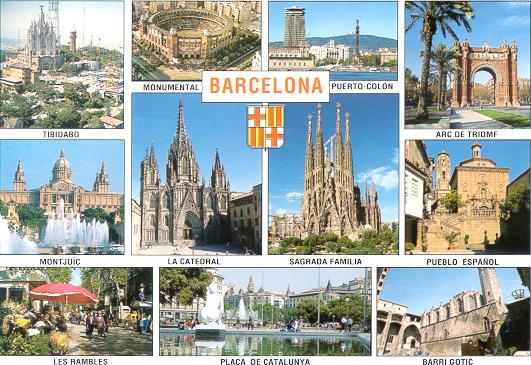 BARCELONA
TIBIDABO
MONUMENTAL
PUERTO-COLON
ARC DE TRIOMF
MONTJUÏC
LA CATEDRAL
SAGRADA FAMILIA
PUEBLO ESPAÑOL
LES RAMBLES
PLAÇA DE CATALUNYA
BARRI GOTIC